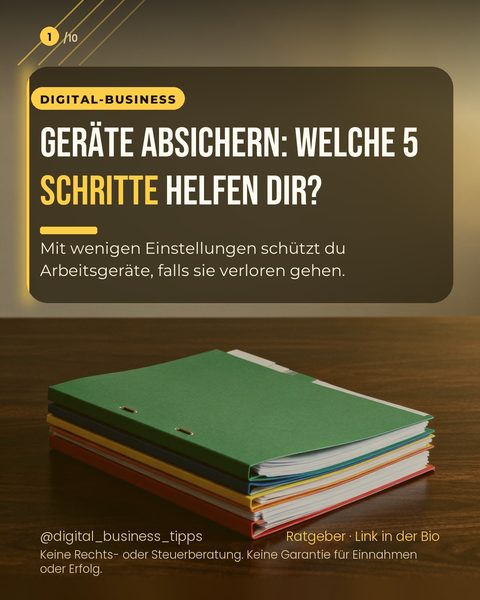 1 /10
DIGITAL-BUSINESS
GERÄTE ABSICHERN: WELCHE 5
SCHRITTE HELFEN DIR?
Mit wenigen Einstellungen schützt du
Arbeitsgeräte, falls sie verloren gehen.
@digital_business_tipps
Ratgeber · Link in der Bio
Keine Rechts- oder Steuerberatung. Keine Garantie für Einnahmen
oder Erfolg.